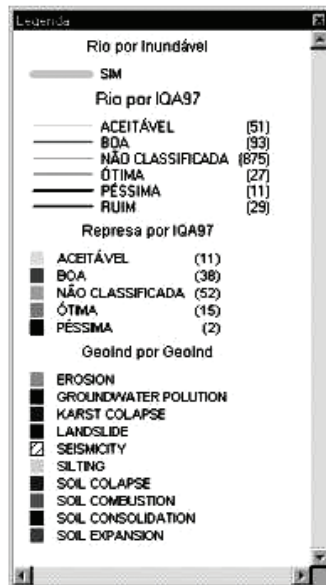 Legenda
Rio por Inundável
SIM
Rio por IQA97
ACEITÁVEL (51)
BOA (93)
NÃO CLASSIFICADA (875)
ÓTIMA (27)
PÉSSIMA (11)
RUIM (29)
Represa por IQA97
ACEITÁVEL (11)
BOA (38)
NÃO CLASSIFICADA (52)
ÓTIMA (15)
PÉSSIMA (2)
GeoInd por GeoInd
EROSION
GROUNDWATER POLUTION
KARST COLAPSE
LANDSLIDE
SEISMICITY
SILTING
SOIL COLAPSE
SOIL COMBUSTION
SOIL CONSOLIDATION
SOIL EXPANSION